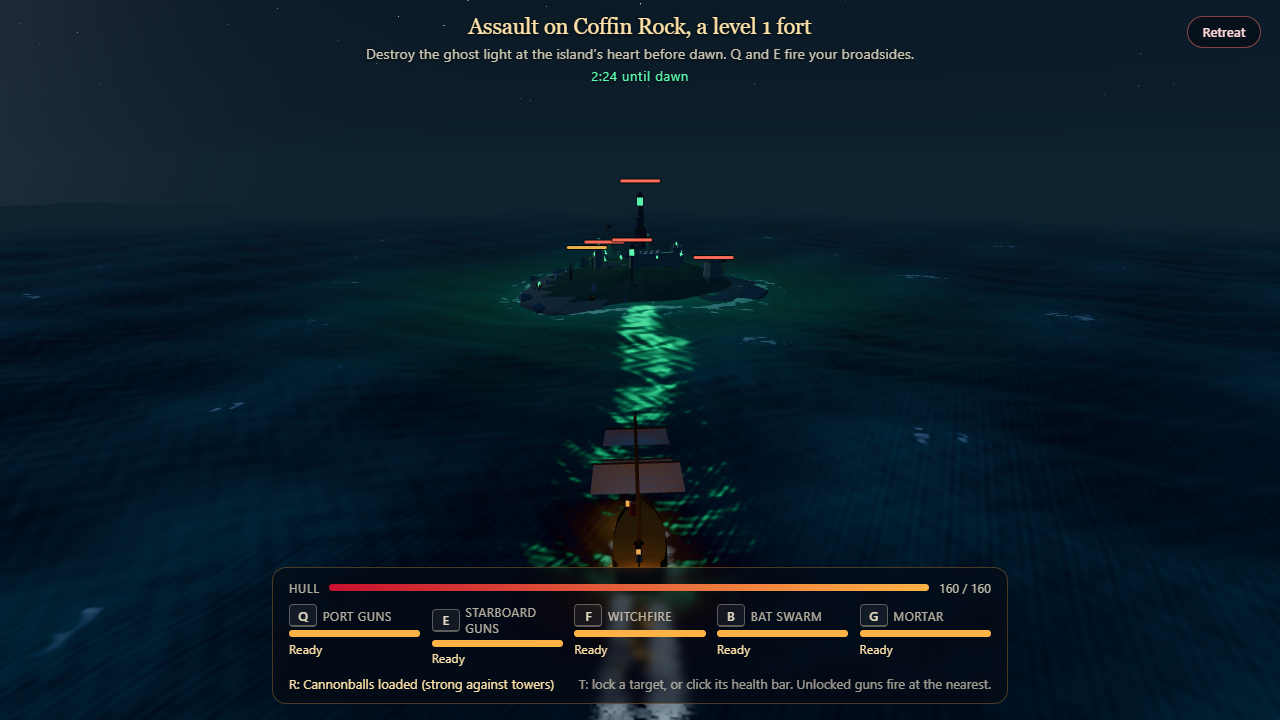 Assault on Coffin Rock, a level 1 fort
Retreat
Destroy the ghost light at the island's heart before dawn. Q and E fire your broadsides.
2:24 until dawn
HULL 160 / 160
Q PORT GUNS
E STARBOARD GUNS
F WITCHFIRE
B BAT SWARM
G MORTAR
Ready
Ready
Ready
Ready
Ready
R: Cannonballs loaded (strong against towers)
T: lock a target, or click its health bar. Unlocked guns fire at the nearest.